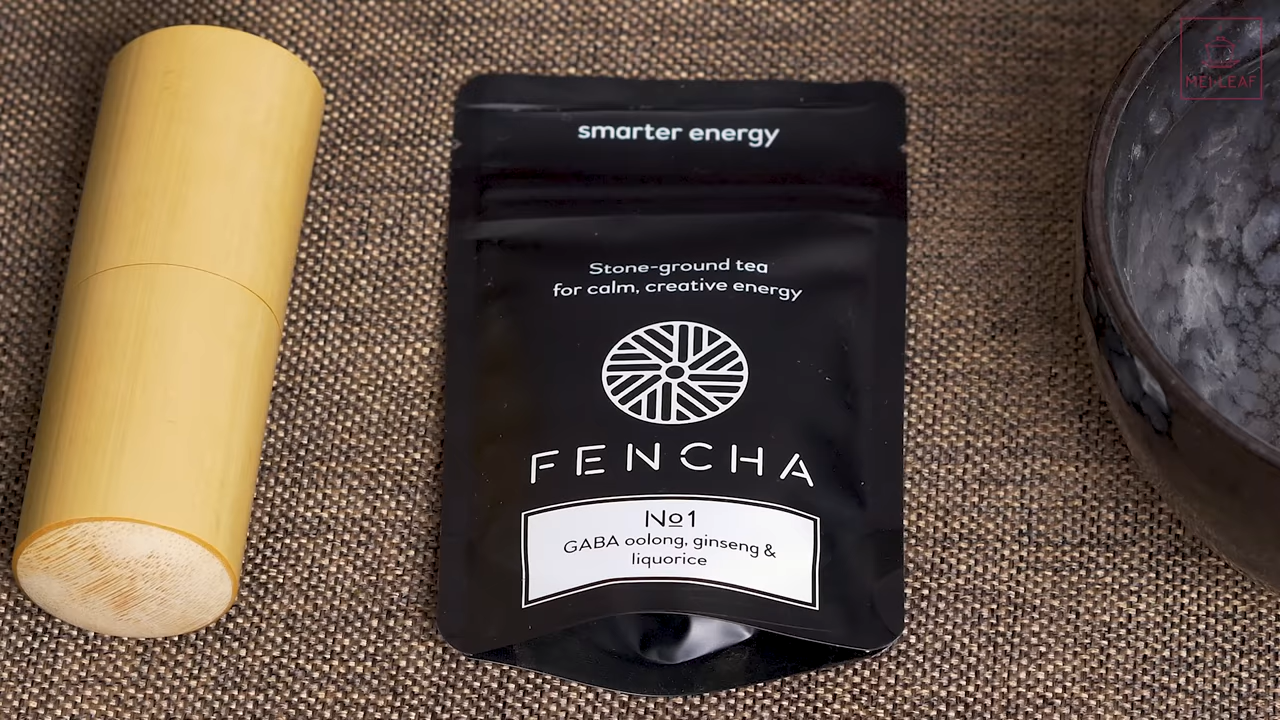 smarter energy
Stone-ground tea
for calm, creative energy
FENCHA
№1
GABA oolong, ginseng &
liquorice
MEI LEAF